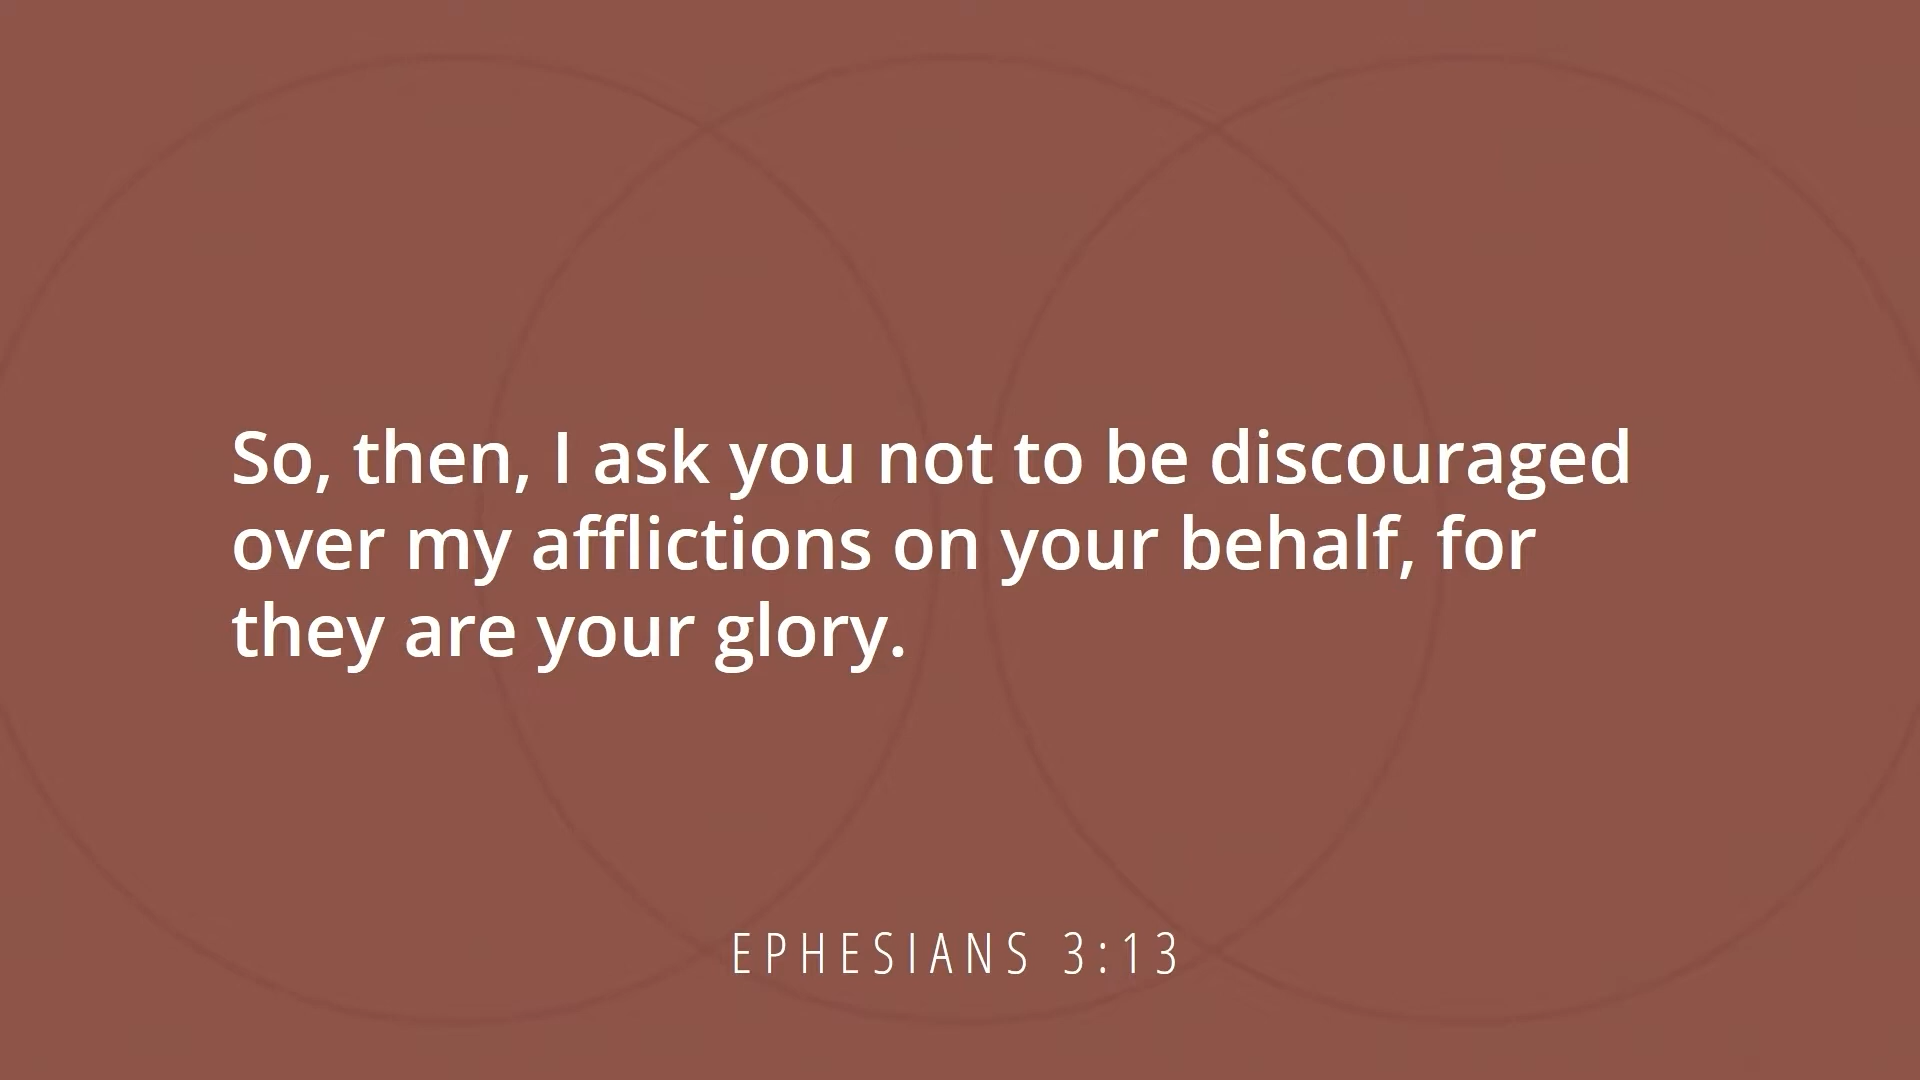 So, then, I ask you not to be discouraged
over my afflictions on your behalf, for
they are your glory.
EPHESIANS 3:13